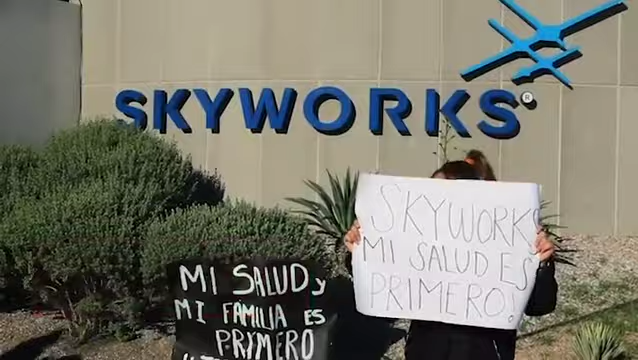 SKYWORKS®
SKYWORKS
MI SALUD ES
PRIMERO!
MI SALUD y
MI FAMILIA ES
PRIMERO